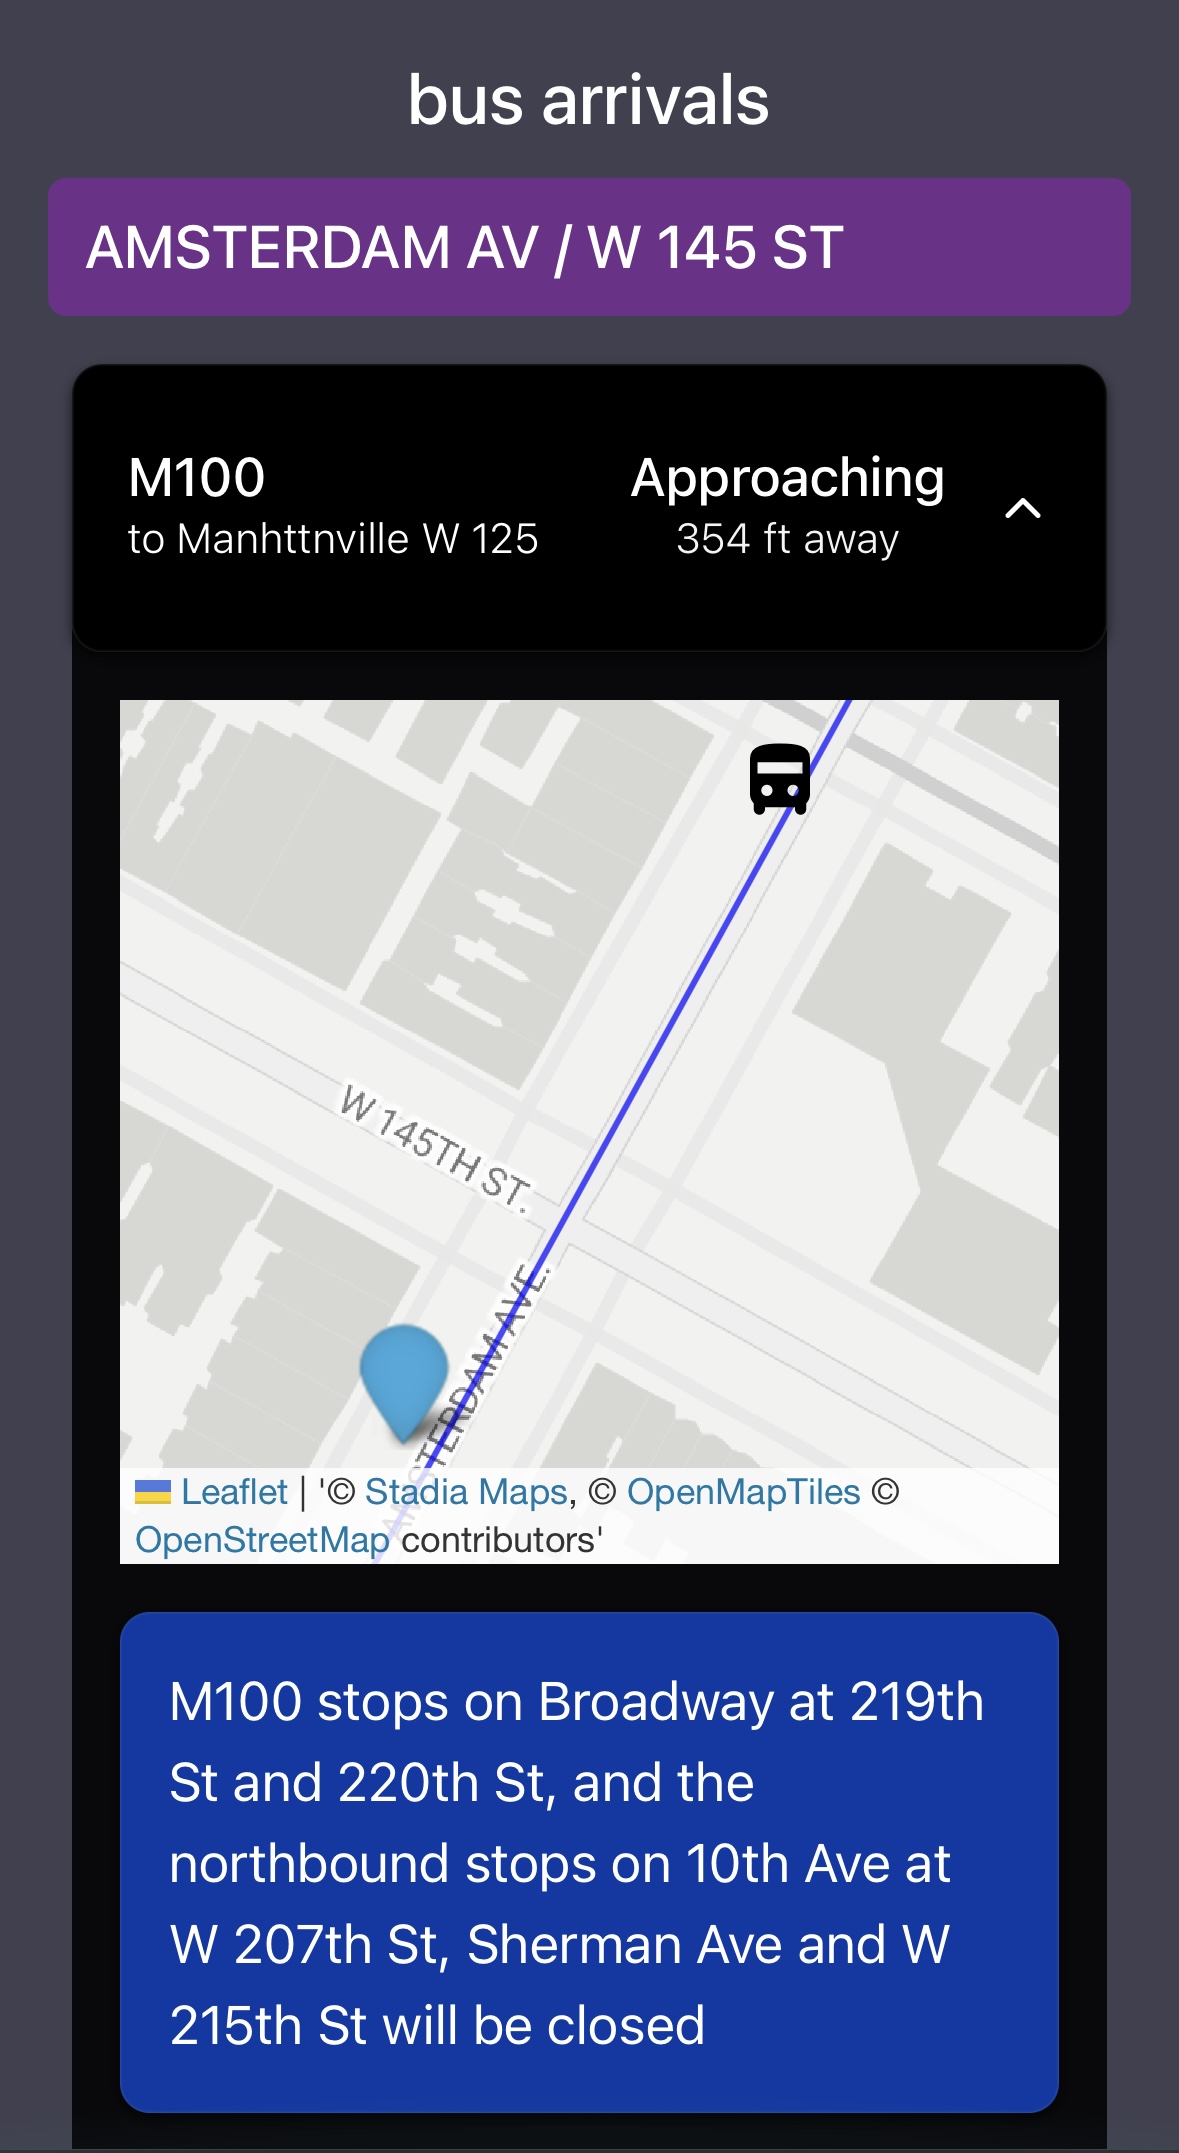 bus arrivals
AMSTERDAM AV / W 145 ST
M100
to Manhttnville W 125
Approaching
354 ft away
W 145TH ST.
AMSTERDAM AVE.
Leaflet | '© Stadia Maps, © OpenMapTiles ©
OpenStreetMap contributors'
M100 stops on Broadway at 219th
St and 220th St, and the
northbound stops on 10th Ave at
W 207th St, Sherman Ave and W
215th St will be closed